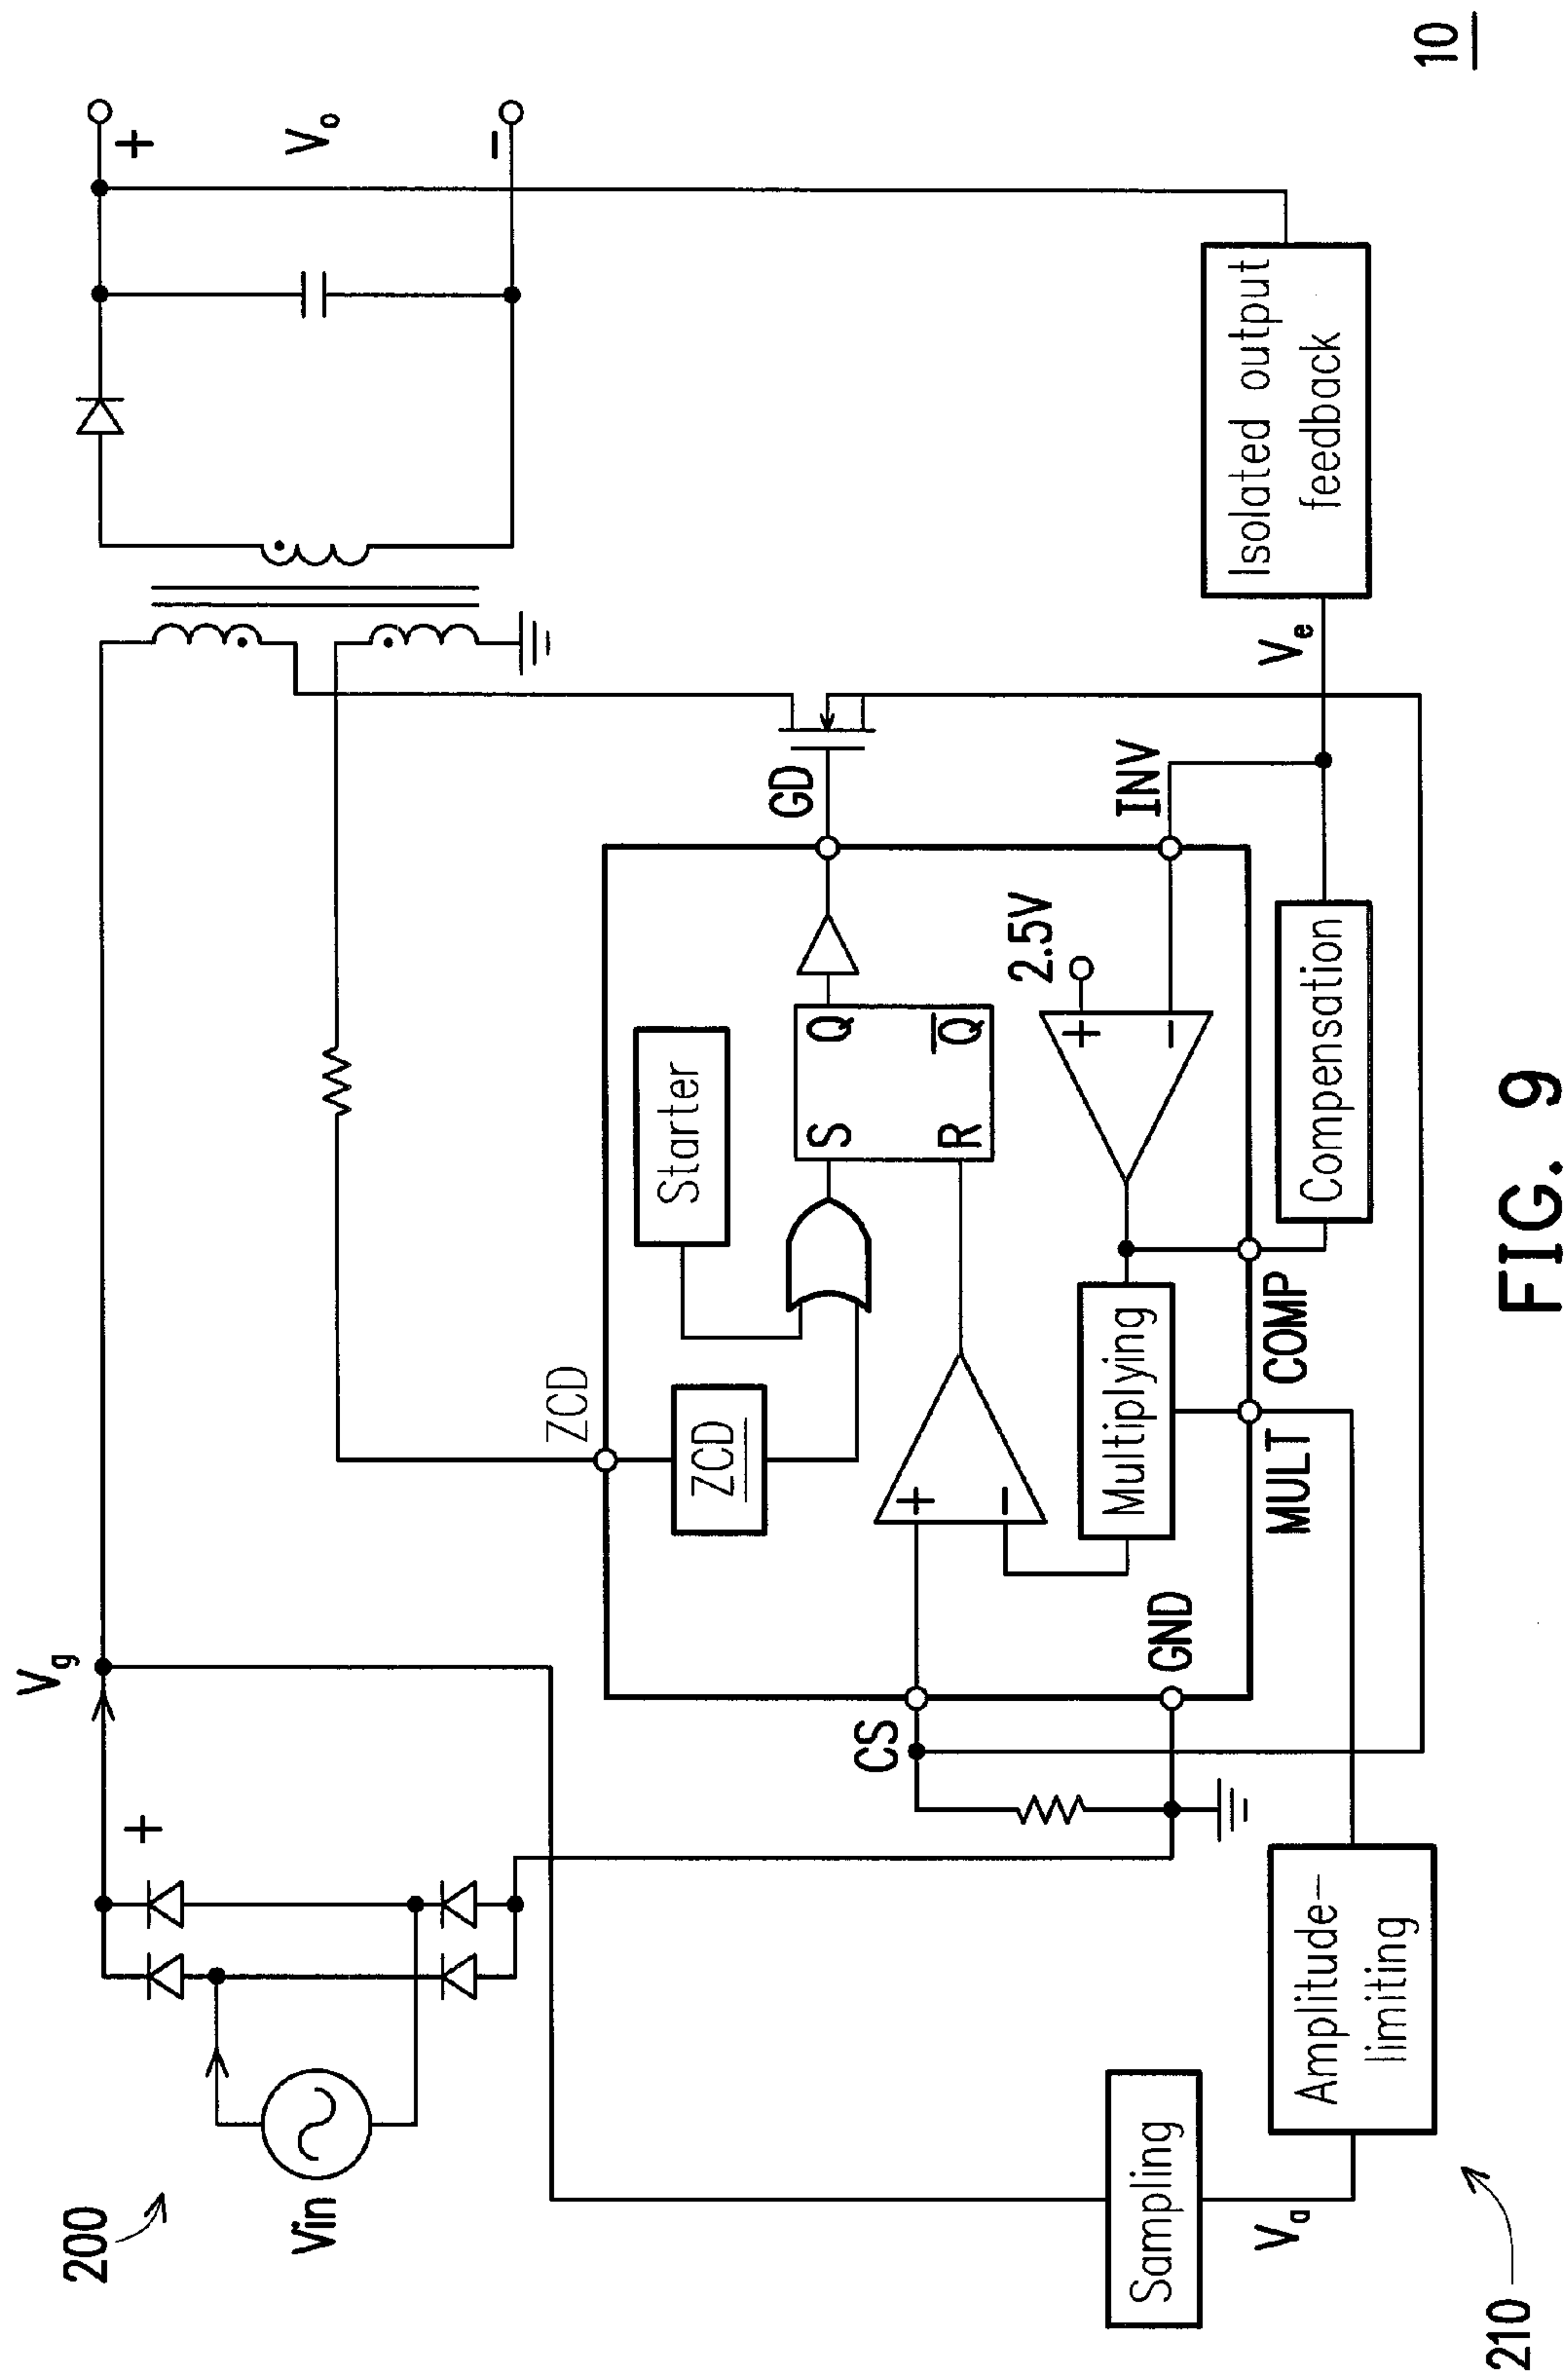 10
200
Vin
+
Vg
+
Vo
−
ZCD
ZCD
Starter
GD
S
Q
R
Q
CS
+
−
2.5V
+
−
INV
GND
Multiplying
MULT
COMP
Compensation
Ve
Isolated output
feedback
Sampling
Va
Amplitude-
limiting
210
FIG. 9